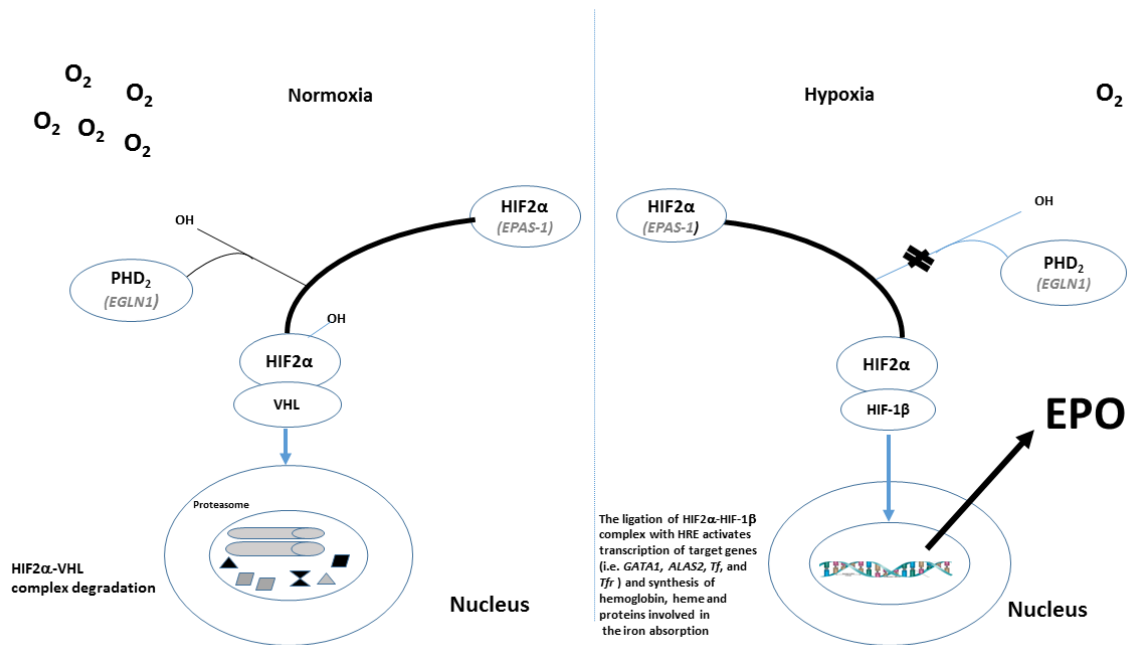 O2
O2
O2
O2
O2
Normoxia
OH
HIF2α
(EPAS-1)
PHD2
(EGLN1)
OH
HIF2α
VHL
Proteasome
HIF2α-VHL
complex degradation
Nucleus
Hypoxia
O2
HIF2α
(EPAS-1)
OH
PHD2
(EGLN1)
HIF2α
HIF-1β
EPO
The ligation of HIF2α-HIF-1β
complex with HRE activates
transcription of target genes
(i.e. GATA1, ALAS2, Tf, and
Tfr ) and synthesis of
hemoglobin, heme and
proteins involved in
the iron absorption
Nucleus